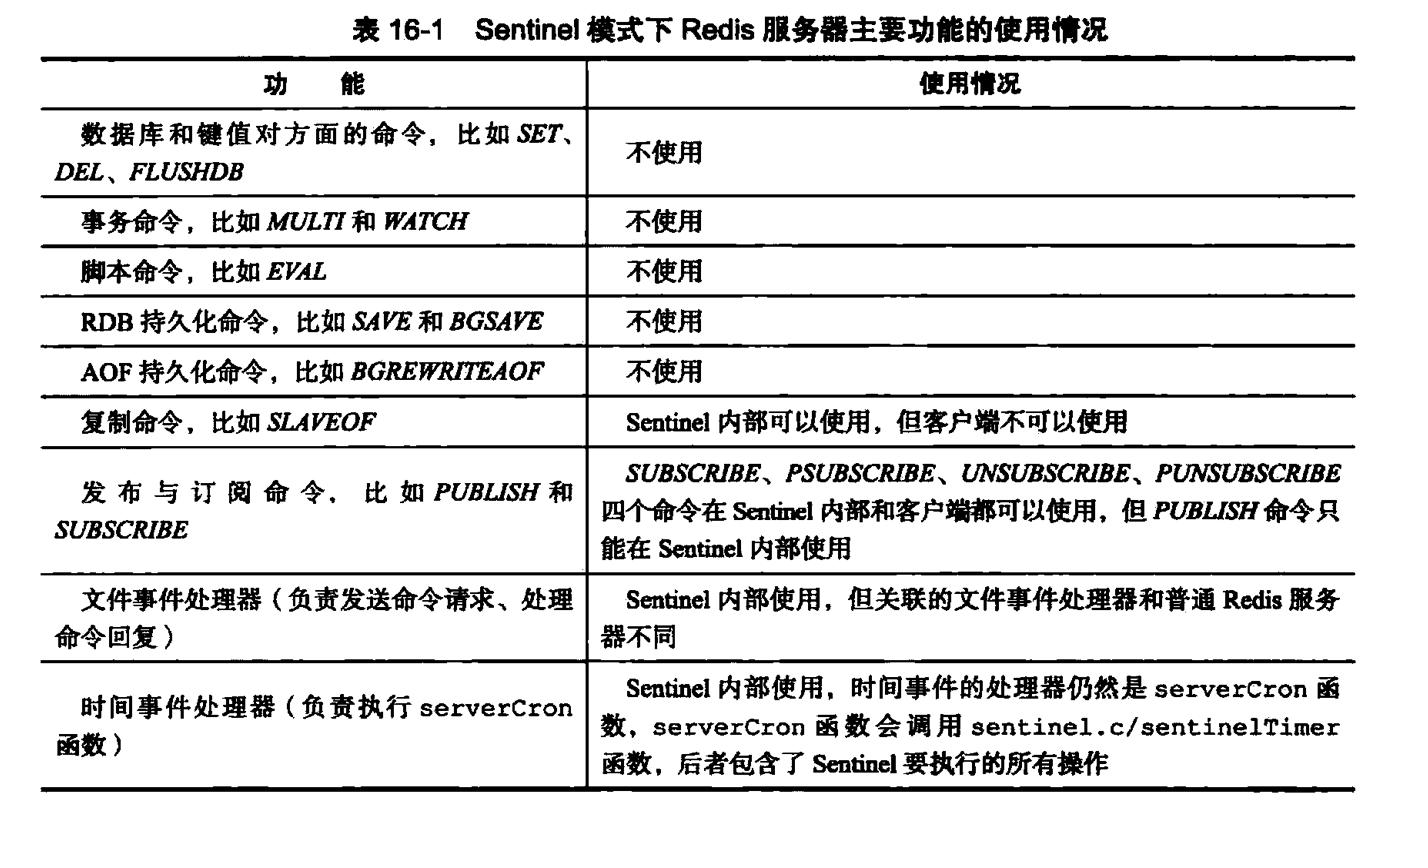 表 16-1 Sentinel 模式下 Redis 服务器主要功能的使用情况
功 能
使用情况
数据库和键值对方面的命令，比如 SET、
DEL、FLUSHDB
不使用
事务命令，比如 MULTI 和 WATCH
不使用
脚本命令，比如 EVAL
不使用
RDB 持久化命令，比如 SAVE 和 BGSAVE
不使用
AOF 持久化命令，比如 BGREWRITEAOF
不使用
复制命令，比如 SLAVEOF
Sentinel 内部可以使用，但客户端不可以使用
发布与订阅命令，比如 PUBLISH 和
SUBSCRIBE
SUBSCRIBE、PSUBSCRIBE、UNSUBSCRIBE、PUNSUBSCRIBE
四个命令在 Sentinel 内部和客户端都可以使用，但 PUBLISH 命令只
能在 Sentinel 内部使用
文件事件处理器（负责发送命令请求、处理
命令回复）
Sentinel 内部使用，但关联的文件事件处理器和普通 Redis 服务
器不同
时间事件处理器（负责执行 serverCron
函数）
Sentinel 内部使用，时间事件的处理器仍然是 serverCron 函
数，serverCron 函数会调用 sentinel.c/sentinelTimer
函数，后者包含了 Sentinel 要执行的所有操作